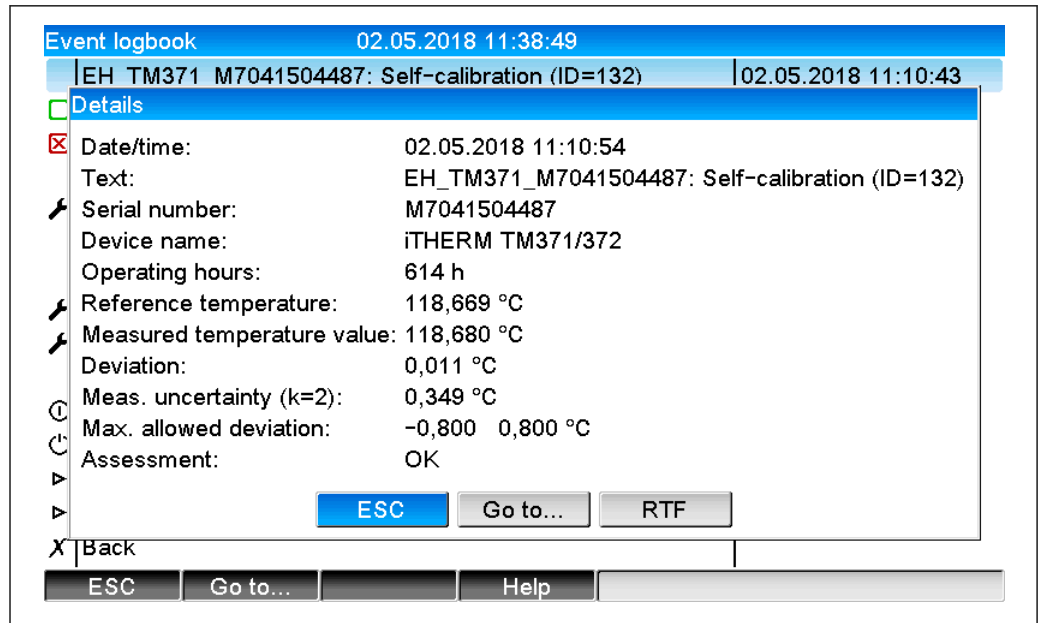 Event logbook 02.05.2018 11:38:49
EH_TM371_M7041504487: Self-calibration (ID=132) 02.05.2018 11:10:43
Details
Date/time: 02.05.2018 11:10:54
Text: EH_TM371_M7041504487: Self-calibration (ID=132)
Serial number: M7041504487
Device name: iTHERM TM371/372
Operating hours: 614 h
Reference temperature: 118,669 °C
Measured temperature value: 118,680 °C
Deviation: 0,011 °C
Meas. uncertainty (k=2): 0,349 °C
Max. allowed deviation: -0,800 0,800 °C
Assessment: OK
ESC Go to... RTF
X Back
ESC Go to... Help